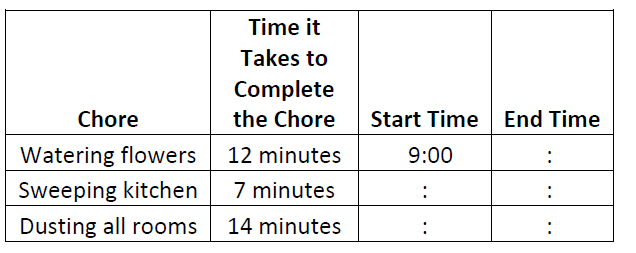 Chore | Time it Takes to Complete the Chore | Start Time | End Time
Watering flowers | 12 minutes | 9:00 | :
Sweeping kitchen | 7 minutes | : | :
Dusting all rooms | 14 minutes | : | :